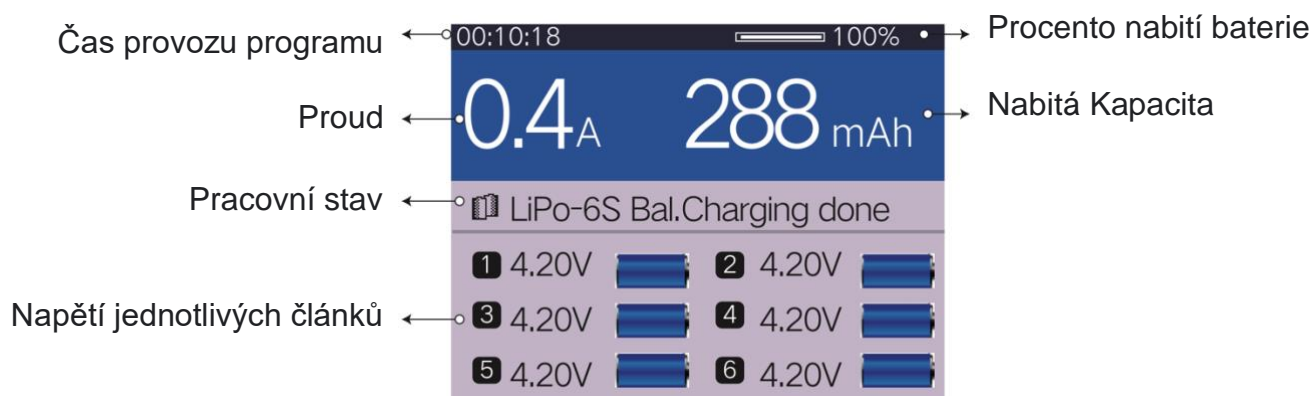 Čas provozu programu
00:10:18
100%
Procento nabití baterie
Proud
0.4A
288 mAh
Nabitá Kapacita
Pracovní stav
LiPo-6S Bal.Charging done
1 4.20V
2 4.20V
Napětí jednotlivých článků
3 4.20V
4 4.20V
5 4.20V
6 4.20V